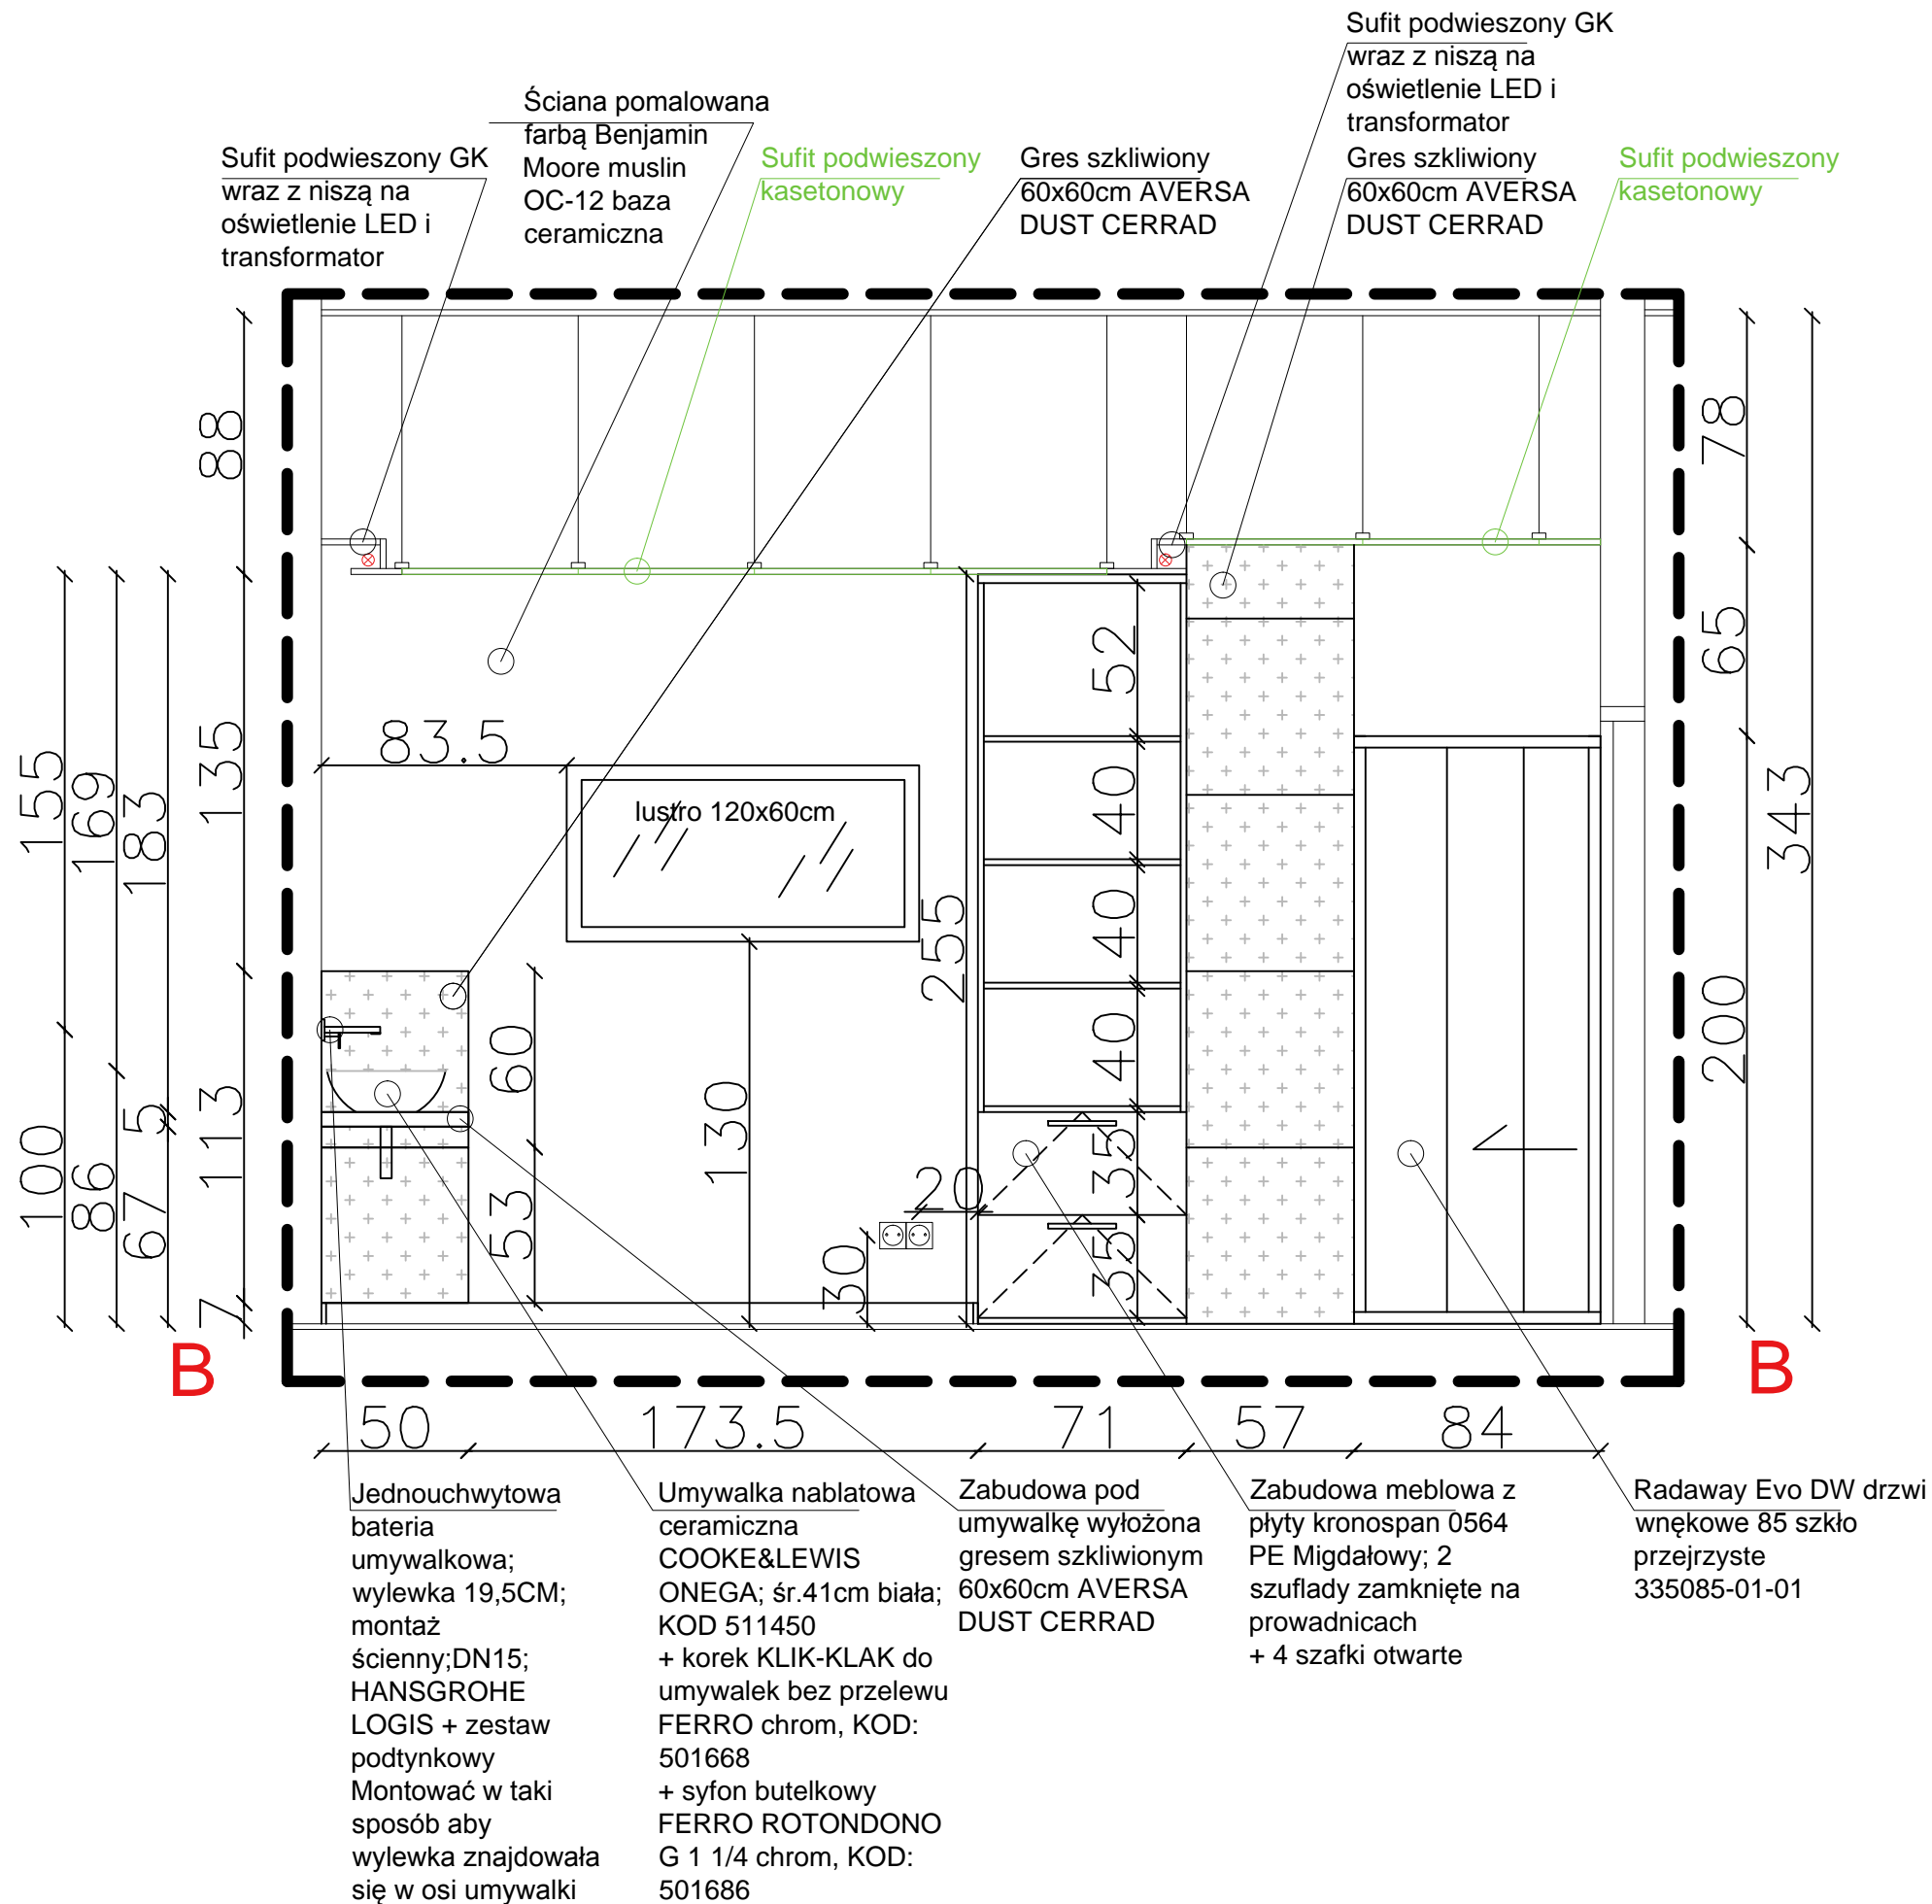 Sufit podwieszony GK
wraz z niszą na
oświetlenie LED i
transformator
Ściana pomalowana
farbą Benjamin
Moore muslin
OC-12 baza
ceramiczna
Sufit podwieszony
kasetonowy
Gres szkliwiony
60x60cm AVERSA
DUST CERRAD
Sufit podwieszony GK
wraz z niszą na
oświetlenie LED i
transformator
Gres szkliwiony
60x60cm AVERSA
DUST CERRAD
Sufit podwieszony
kasetonowy
155
100
169
86
183
5
67
88
135
113
7
83.5
lustro 120x60cm
60
53
130
30
20
255
52
40
40
40
35
35
78
65
200
343
B
B
50
173.5
71
57
84
Jednouchwytowa
bateria
umywalkowa;
wylewka 19,5CM;
montaż
ścienny;DN15;
HANSGROHE
LOGIS + zestaw
podtynkowy
Montować w taki
sposób aby
wylewka znajdowała
się w osi umywalki
Umywalka nablatowa
ceramiczna
COOKE&LEWIS
ONEGA; śr.41cm biała;
KOD 511450
+ korek KLIK-KLAK do
umywalek bez przelewu
FERRO chrom, KOD:
501668
+ syfon butelkowy
FERRO ROTONDONO
G 1 1/4 chrom, KOD:
501686
Zabudowa pod
umywalkę wyłożona
gresem szkliwionym
60x60cm AVERSA
DUST CERRAD
Zabudowa meblowa z
płyty kronospan 0564
PE Migdałowy; 2
szuflady zamknięte na
prowadnicach
+ 4 szafki otwarte
Radaway Evo DW drzwi
wnękowe 85 szkło
przejrzyste
335085-01-01